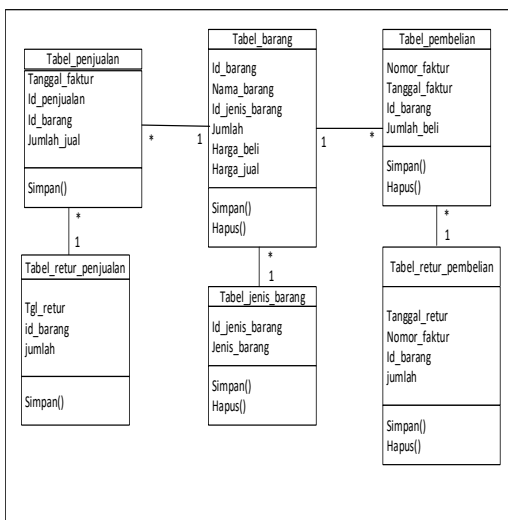 Tabel_penjualan
Tanggal_faktur
Id_penjualan
Id_barang
Jumlah_jual
Simpan()
*
1
Tabel_barang
Id_barang
Nama_barang
Id_jenis_barang
Jumlah
Harga_beli
Harga_jual
Simpan()
Hapus()
1
*
Tabel_pembelian
Nomor_faktur
Tanggal_faktur
Id_barang
Jumlah_beli
Simpan()
Hapus()
*
1
Tabel_retur_penjualan
Tgl_retur
id_barang
jumlah
Simpan()
*
1
Tabel_jenis_barang
Id_jenis_barang
Jenis_barang
Simpan()
Hapus()
*
1
Tabel_retur_pembelian
Tanggal_retur
Nomor_faktur
Id_barang
jumlah
Simpan()
Hapus()